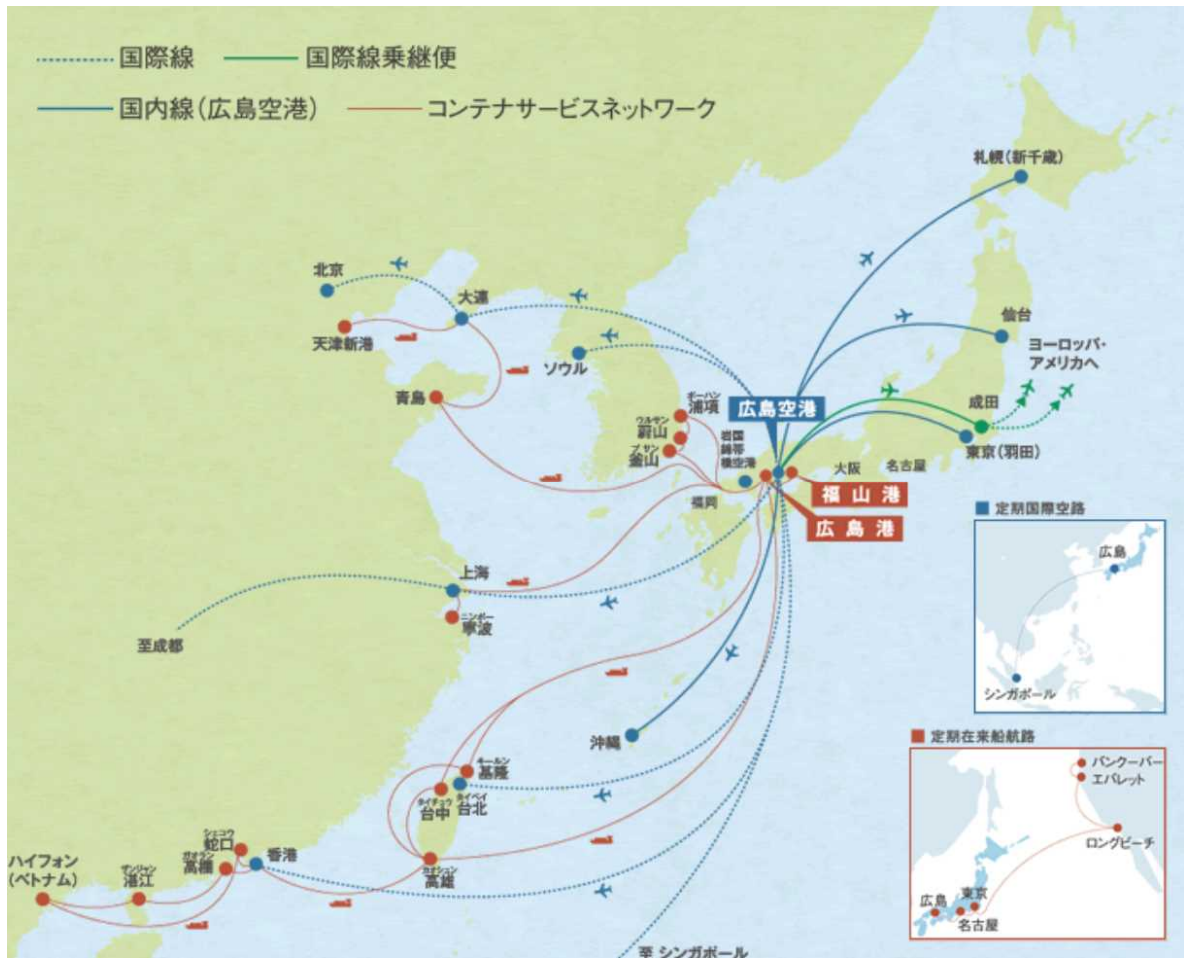 国際線
国際線乗継便
国内線(広島空港)
コンテナサービスネットワーク
札幌(新千歳)
北京
大連
天津新港
ソウル
仙台
ヨーロッパ・
アメリカへ
青島
ポーハン
浦項
ウルサン
蔚山
プサン
釜山
広島空港
岩国
錦帯
橋空港
成田
東京(羽田)
大阪
名古屋
福山港
広島港
福岡
定期国際空路
広島
シンガポール
上海
ニンポー
寧波
至成都
沖縄
定期在来船航路
バンクーバー
エバレット
ロングビーチ
広島
東京
名古屋
キールン
基隆
タイチュウ
台中
タイペイ
台北
シェコウ
蛇口
香港
ガオラン
高欄
カオシュン
高雄
ハイフォン
(ベトナム)
ザンジャン
湛江
至 シンガポール